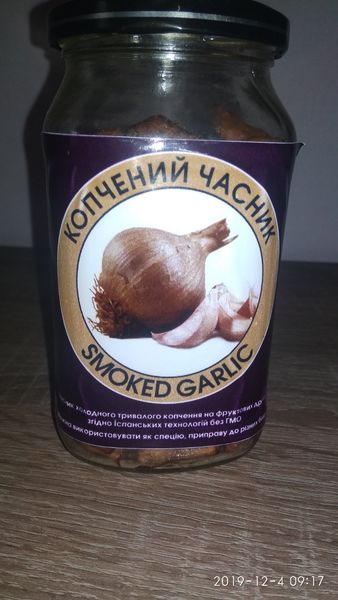 КОПЧЕНИЙ ЧАСНИК
SMOKED GARLIC
холодного тривалого копчення на фруктових
згідно Іспанських технологій без ГМО
використовувати як спецію, приправу до різних
2019-12-4 09:17